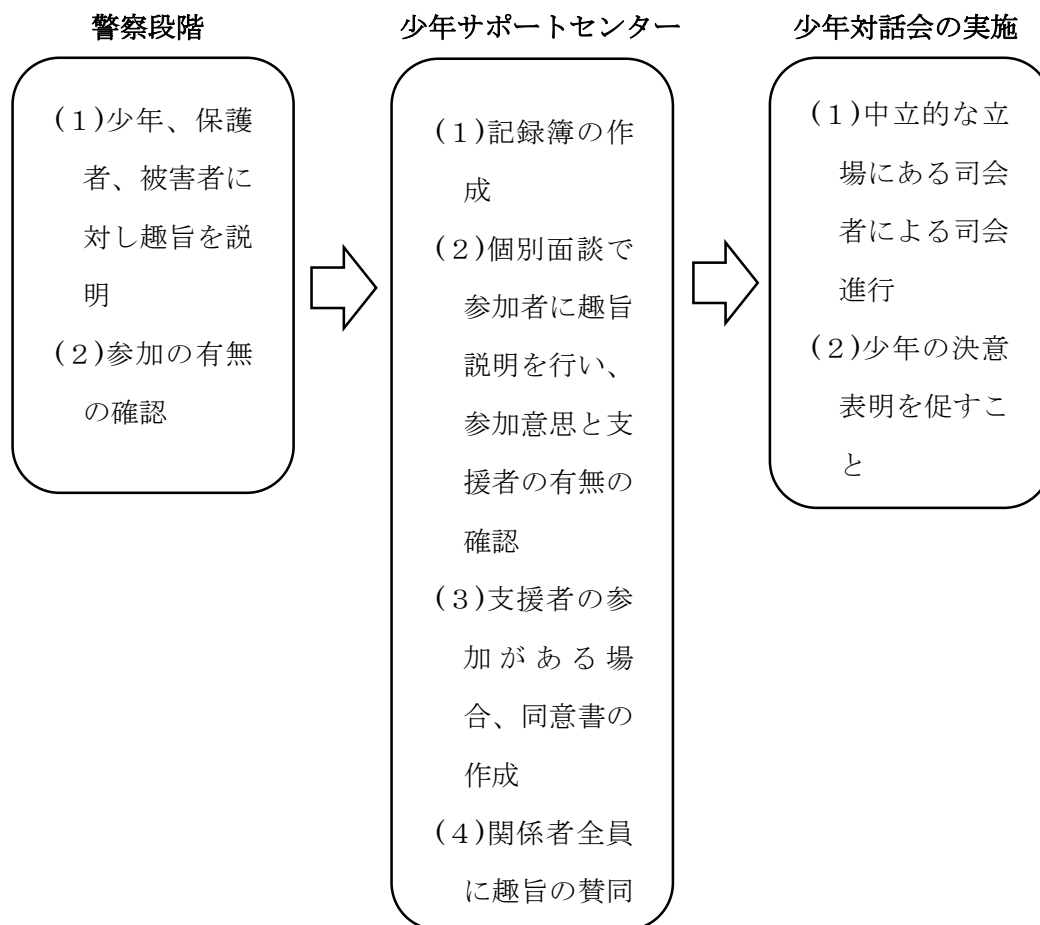 警察段階
(1)少年、保護
者、被害者に
対し趣旨を説
明
(2)参加の有無
の確認
少年サポートセンター
(1)記録簿の作
成
(2)個別面談で
参加者に趣旨
説明を行い、
参加意思と支
援者の有無の
確認
(3)支援者の参
加がある場
合、同意書の
作成
(4)関係者全員
に趣旨の賛同
少年対話会の実施
(1)中立的な立
場にある司会
者による司会
進行
(2)少年の決意
表明を促すこ
と